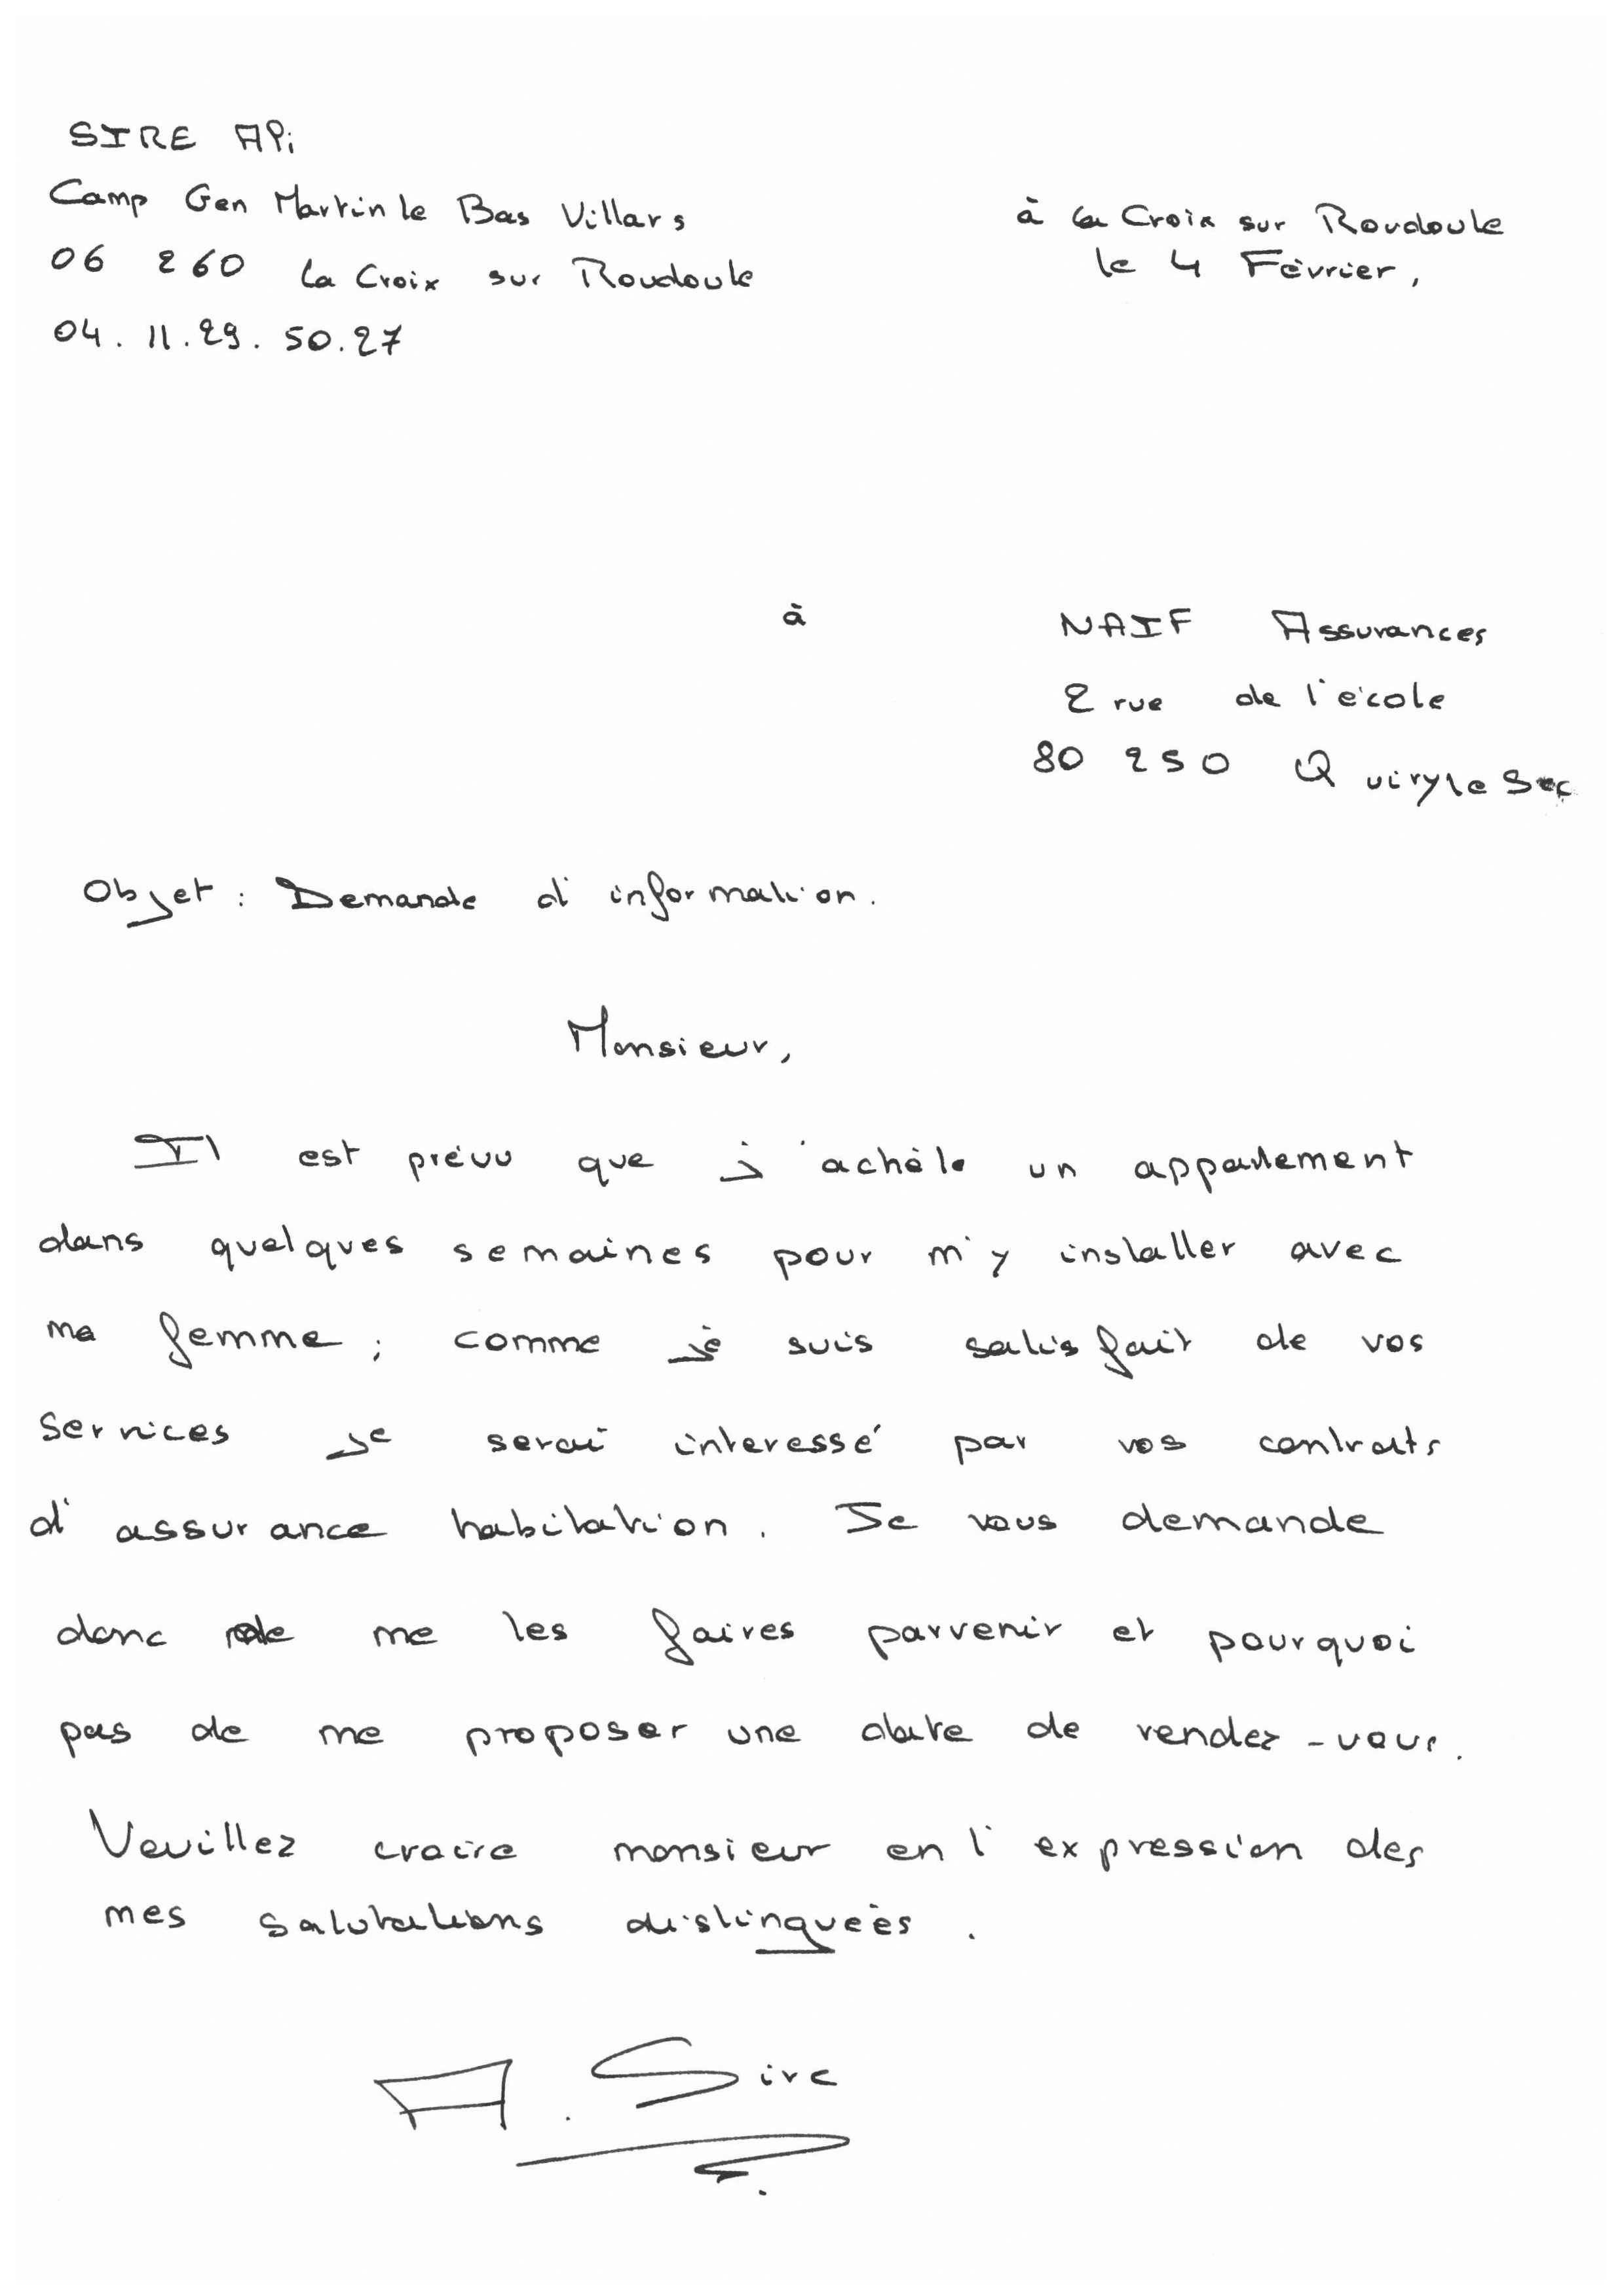 SIRE APi
Camp Gen Martin le Bas Villars
06 260 la Croix sur Roudoule
04.11.29.50.27
à la Croix sur Roudoule
le 4 Février,
à
NAIF Assurances
2 rue de l'école
80 250 Quiry le Sec
Objet : Demande d'information.
Monsieur,
Il est prévu que j'achète un appartement
dans quelques semaines pour m'y installer avec
ma femme ; comme je suis satisfait de vos
services je serai interessé par vos contrats
d'assurance habitation. Je vous demande
donc de me les faires parvenir et pourquoi
pas de me proposer une date de rendez-vous.
Veuillez croire monsieur en l'expression des
mes salutations distinguées.
A. Sire